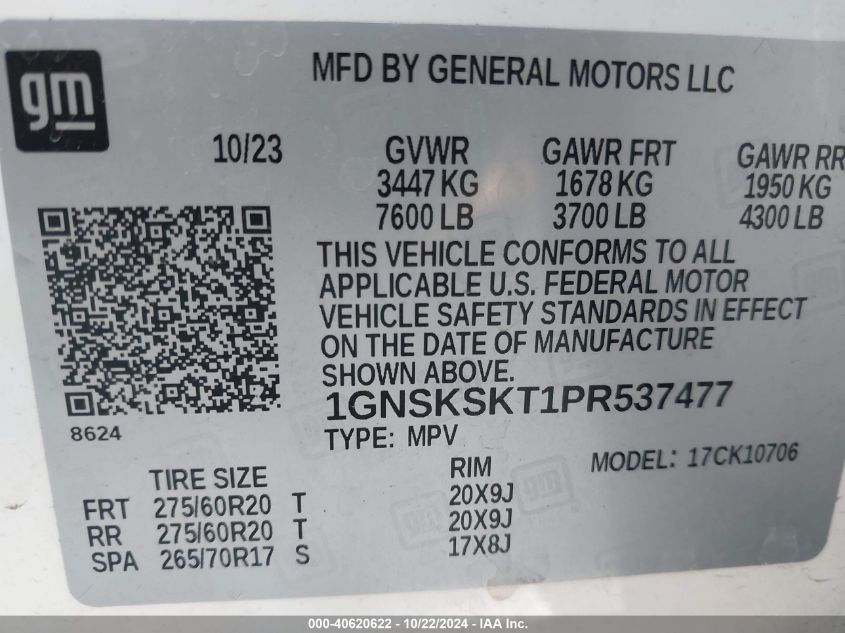 gm
MFD BY GENERAL MOTORS LLC
10/23 GVWR GAWR FRT GAWR RR
3447 KG 1678 KG 1950 KG
7600 LB 3700 LB 4300 LB
THIS VEHICLE CONFORMS TO ALL
APPLICABLE U.S. FEDERAL MOTOR
VEHICLE SAFETY STANDARDS IN EFFECT
ON THE DATE OF MANUFACTURE
SHOWN ABOVE.
1GNSKSKT1PR537477
8624
TYPE: MPV MODEL: 17CK10706
TIRE SIZE RIM
FRT 275/60R20 T 20X9J
RR 275/60R20 T 20X9J
SPA 265/70R17 S 17X8J
000-40620622 - 10/22/2024 - IAA Inc.